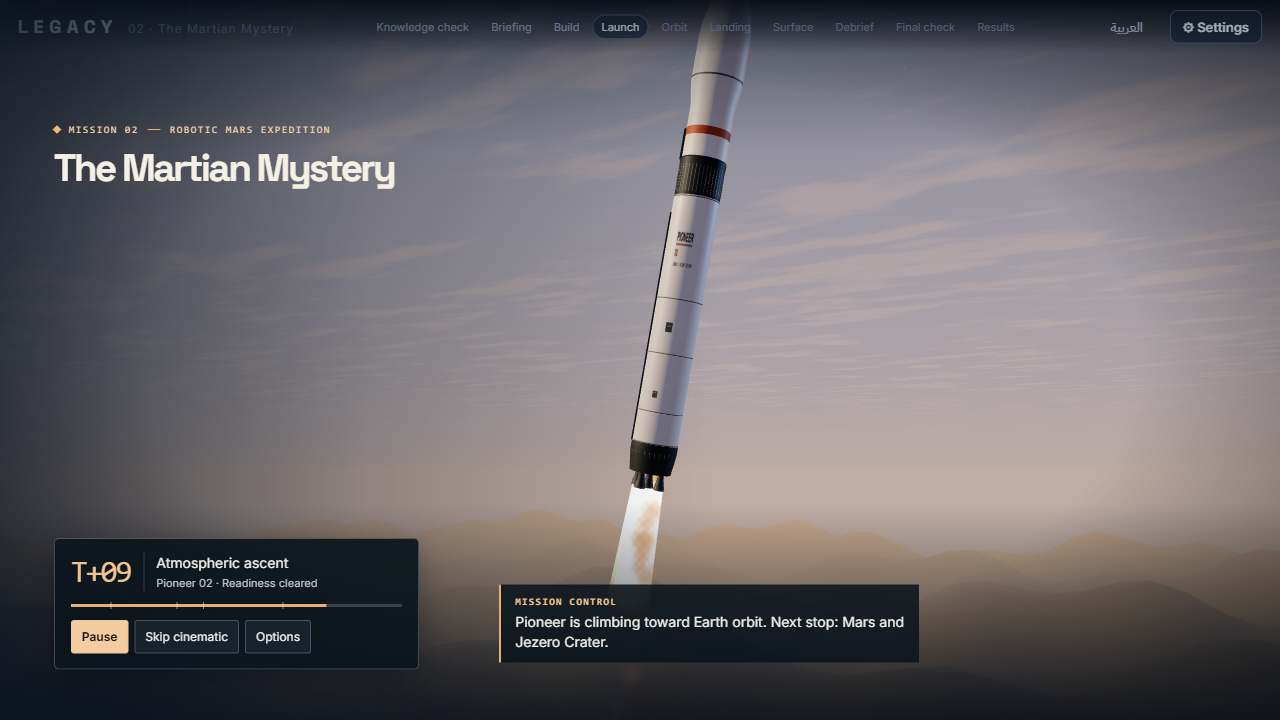 LEGACY 02 · The Martian Mystery
Knowledge check Briefing Build Launch Orbit Landing Surface Debrief Final check Results
العربية
⚙ Settings
◆ MISSION 02 — ROBOTIC MARS EXPEDITION
The Martian Mystery
PIONEER
T+09
Atmospheric ascent
Pioneer 02 · Readiness cleared
Pause Skip cinematic Options
MISSION CONTROL
Pioneer is climbing toward Earth orbit. Next stop: Mars and
Jezero Crater.